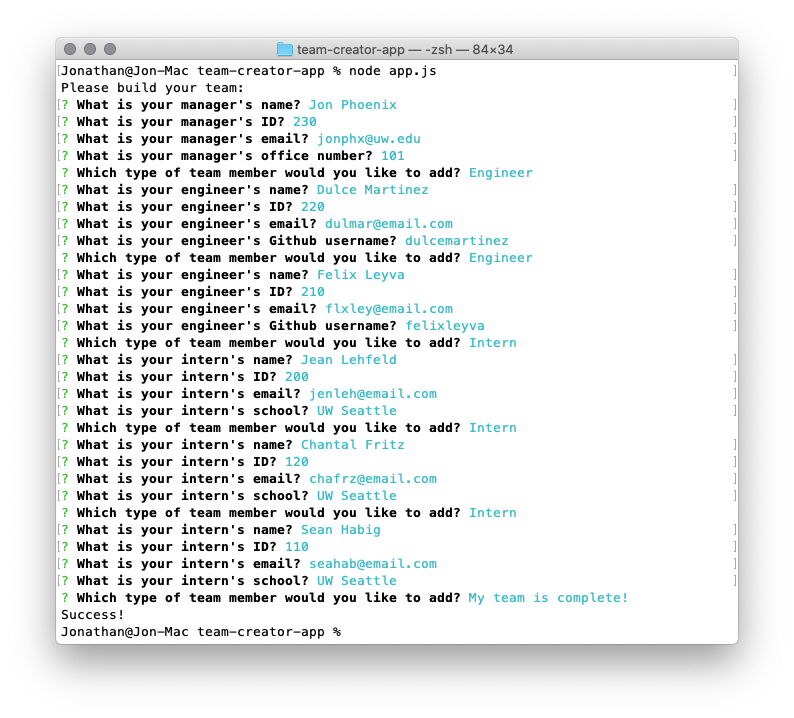 team-creator-app — -zsh — 84×34
[Jonathan@Jon-Mac team-creator-app % node app.js ]
Please build your team:
[? What is your manager's name? Jon Phoenix ]
[? What is your manager's ID? 230 ]
[? What is your manager's email? jonphx@uw.edu ]
[? What is your manager's office number? 101 ]
? Which type of team member would you like to add? Engineer
[? What is your engineer's name? Dulce Martinez ]
[? What is your engineer's ID? 220 ]
[? What is your engineer's email? dulmar@email.com ]
[? What is your engineer's Github username? dulcemartinez ]
? Which type of team member would you like to add? Engineer
[? What is your engineer's name? Felix Leyva ]
[? What is your engineer's ID? 210 ]
[? What is your engineer's email? flxley@email.com ]
[? What is your engineer's Github username? felixleyva ]
? Which type of team member would you like to add? Intern
[? What is your intern's name? Jean Lehfeld ]
[? What is your intern's ID? 200 ]
[? What is your intern's email? jenleh@email.com ]
[? What is your intern's school? UW Seattle ]
? Which type of team member would you like to add? Intern
[? What is your intern's name? Chantal Fritz ]
[? What is your intern's ID? 120 ]
[? What is your intern's email? chafrz@email.com ]
[? What is your intern's school? UW Seattle ]
? Which type of team member would you like to add? Intern
[? What is your intern's name? Sean Habig ]
[? What is your intern's ID? 110 ]
[? What is your intern's email? seahab@email.com ]
[? What is your intern's school? UW Seattle ]
? Which type of team member would you like to add? My team is complete!
Success!
Jonathan@Jon-Mac team-creator-app %